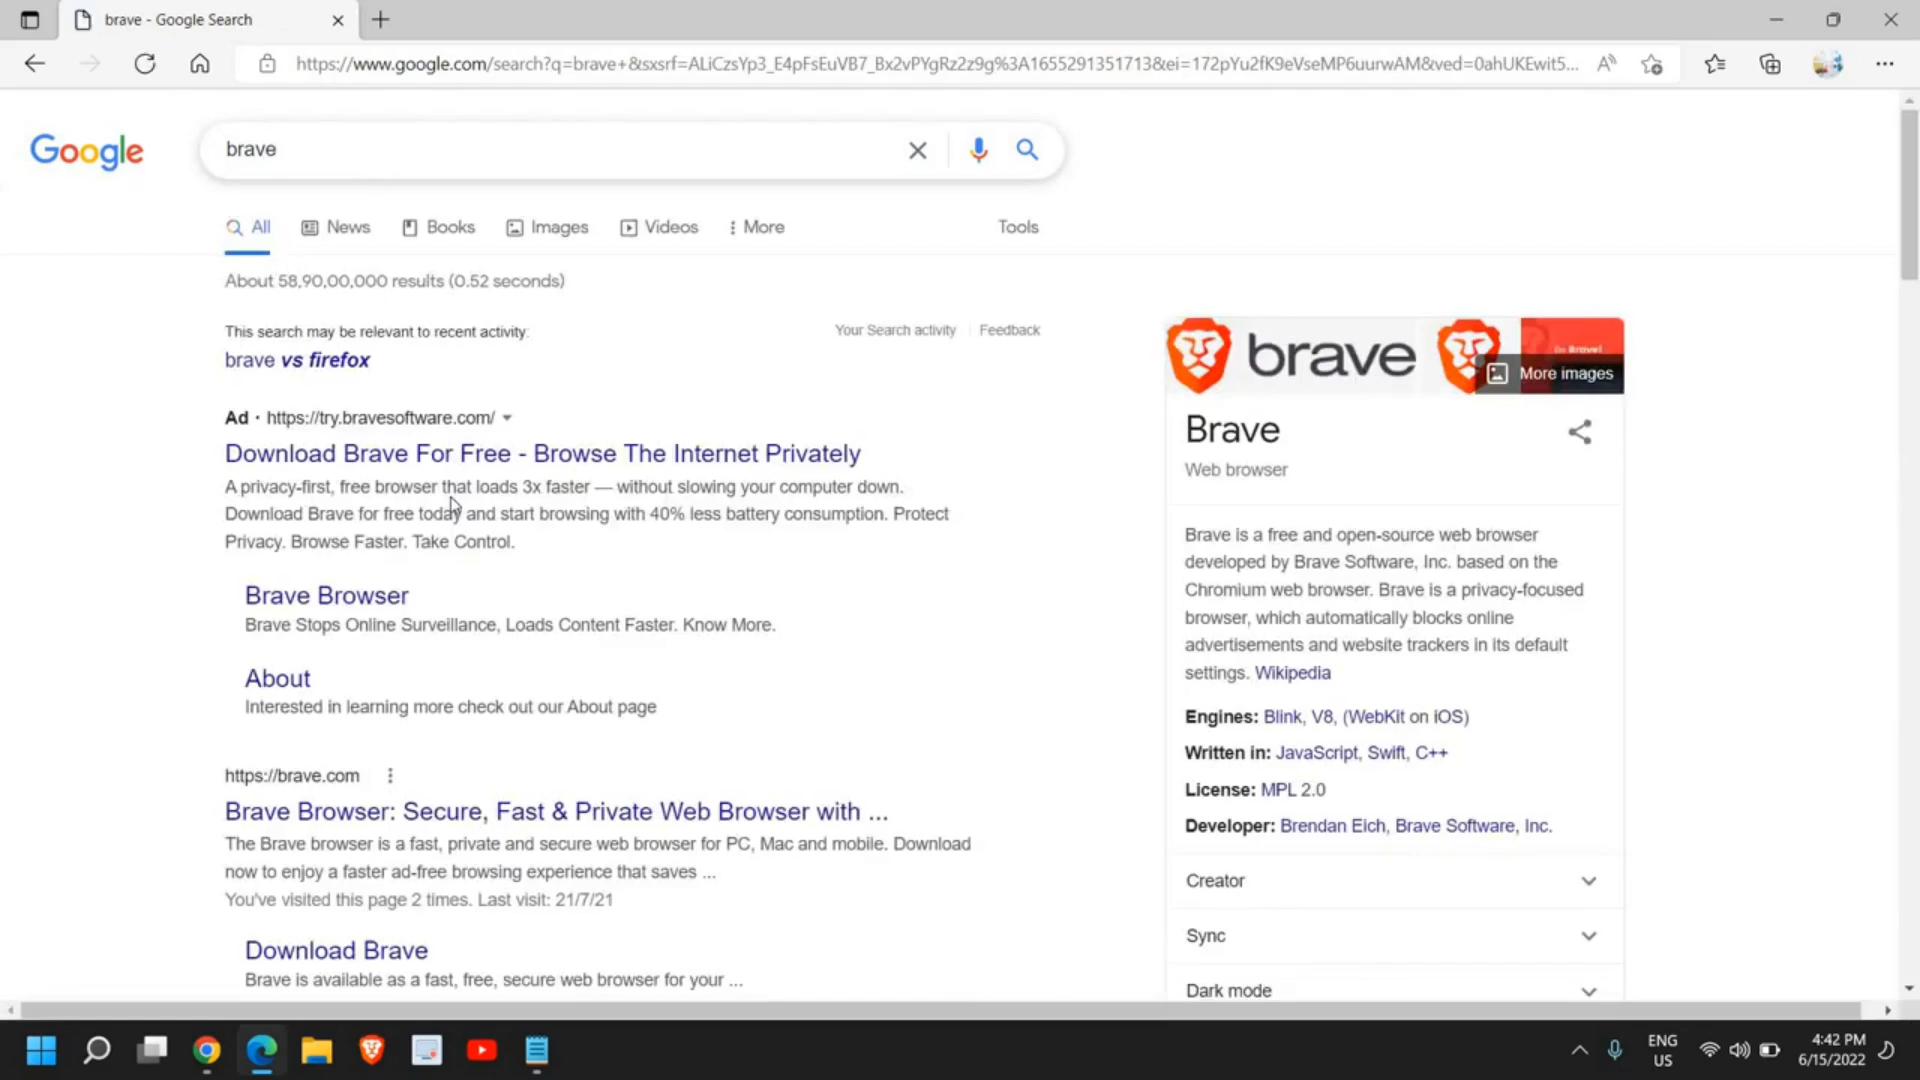 brave - Google Search
https://www.google.com/search?q=brave+&sxsrf=ALiCzsYp3_E4pFsEuVB7_Bx2vPYgRz2z9g%3A1655291351713&ei=172pYu2fK9eVseMP6uurwAM&ved=0ahUKEwit5...
Google
brave
All
News
Books
Images
Videos
More
Tools
About 58,90,00,000 results (0.52 seconds)
This search may be relevant to recent activity:
Your Search activity
Feedback
brave vs firefox
Ad · https://try.bravesoftware.com/
Download Brave For Free - Browse The Internet Privately
A privacy-first, free browser that loads 3x faster — without slowing your computer down.
Download Brave for free today and start browsing with 40% less battery consumption. Protect
Privacy. Browse Faster. Take Control.
Brave Browser
Brave Stops Online Surveillance, Loads Content Faster. Know More.
About
Interested in learning more check out our About page
https://brave.com
Brave Browser: Secure, Fast & Private Web Browser with ...
The Brave browser is a fast, private and secure web browser for PC, Mac and mobile. Download
now to enjoy a faster ad-free browsing experience that saves ...
You've visited this page 2 times. Last visit: 21/7/21
Download Brave
Brave is available as a fast, free, secure web browser for your ...
brave
More images
Brave
Web browser
Brave is a free and open-source web browser
developed by Brave Software, Inc. based on the
Chromium web browser. Brave is a privacy-focused
browser, which automatically blocks online
advertisements and website trackers in its default
settings. Wikipedia
Engines: Blink, V8, (WebKit on iOS)
Written in: JavaScript, Swift, C++
License: MPL 2.0
Developer: Brendan Eich, Brave Software, Inc.
Creator
Sync
Dark mode
ENG
US
4:42 PM
6/15/2022